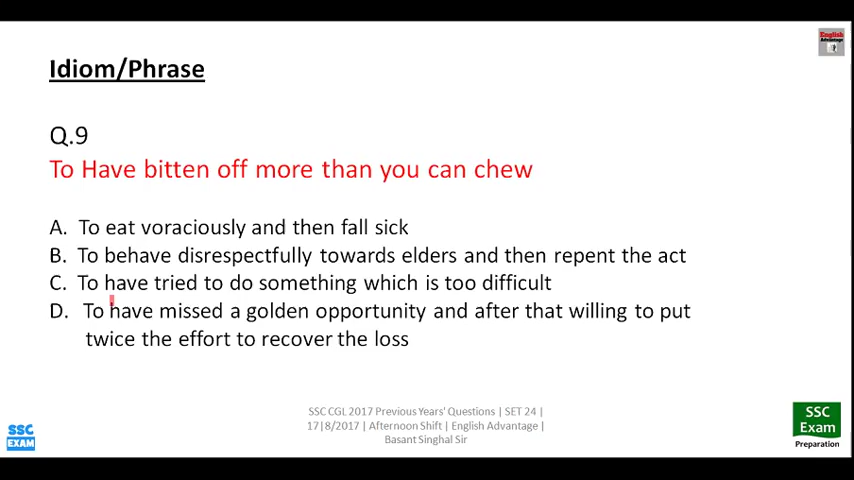 English
Advantage
Idiom/Phrase
Q.9
To Have bitten off more than you can chew
A. To eat voraciously and then fall sick
B. To behave disrespectfully towards elders and then repent the act
C. To have tried to do something which is too difficult
D. To have missed a golden opportunity and after that willing to put
twice the effort to recover the loss
SSC CGL 2017 Previous Years' Questions | SET 24 |
17|8/2017 | Afternoon Shift | English Advantage |
Basant Singhal Sir
SSC
EXAM
SSC
Exam
Preparation